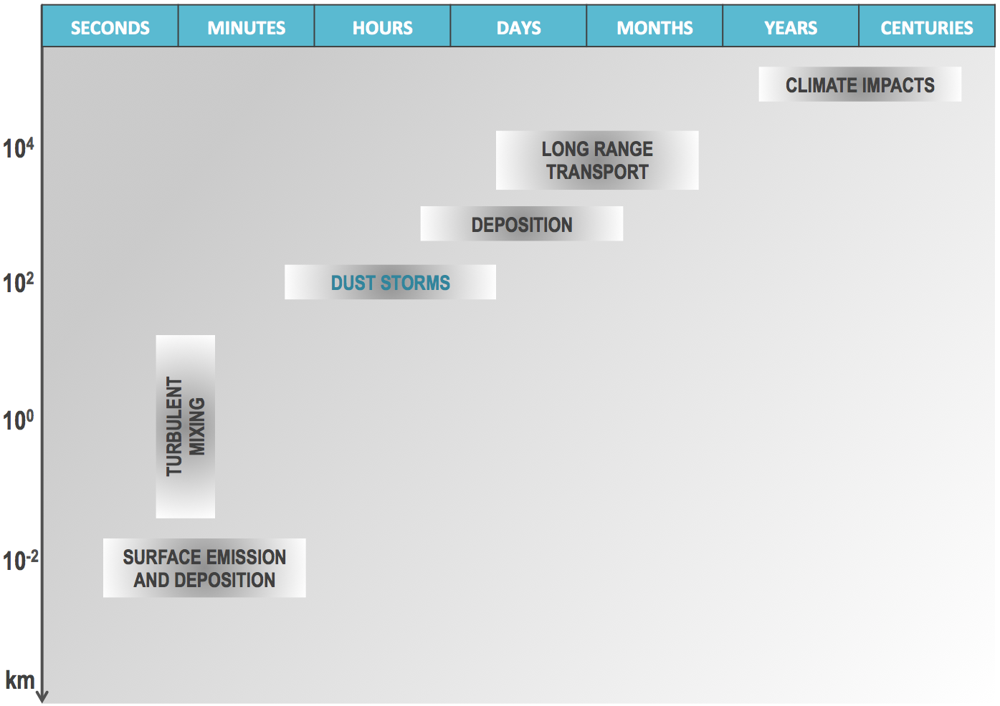 SECONDS MINUTES HOURS DAYS MONTHS YEARS CENTURIES
CLIMATE IMPACTS
10⁴
LONG RANGE
TRANSPORT
DEPOSITION
10²
DUST STORMS
TURBULENT
MIXING
10⁰
10⁻²
SURFACE EMISSION
AND DEPOSITION
km